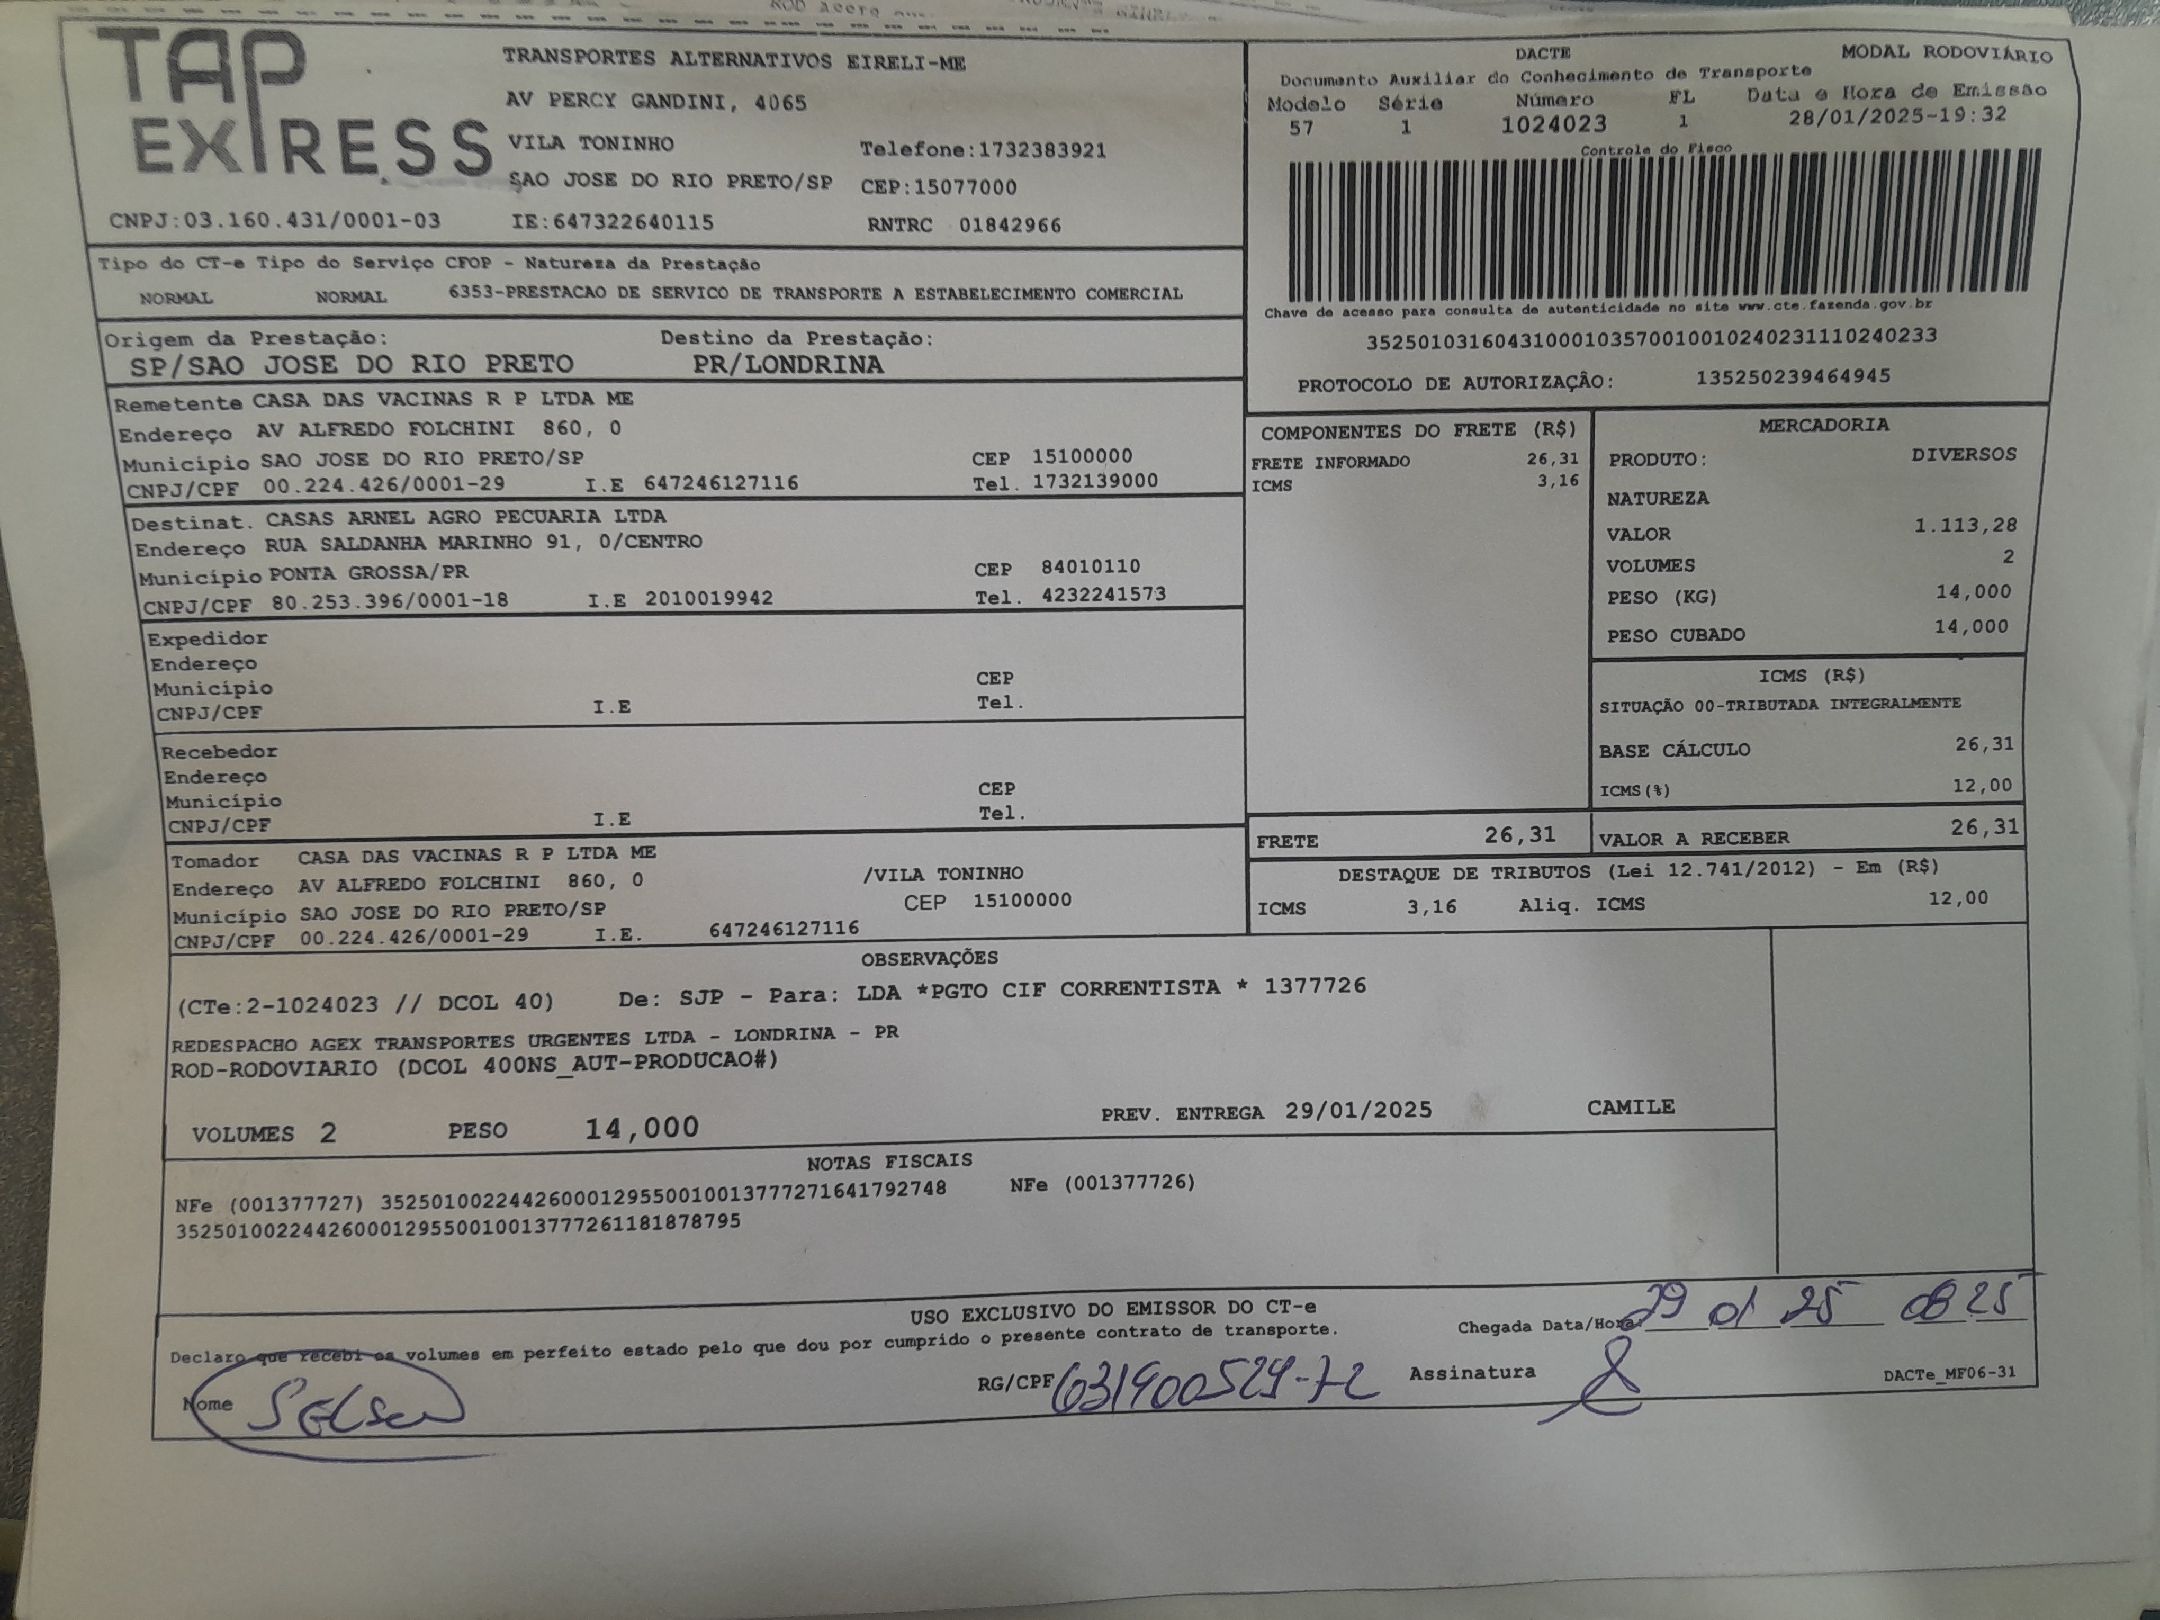 TAP EXPRESS
TRANSPORTES ALTERNATIVOS EIRELI-ME
AV PERCY GANDINI, 4065
VILA TONINHO Telefone:1732383921
SAO JOSE DO RIO PRETO/SP CEP:15077000
CNPJ:03.160.431/0001-03 IE:647322640115 RNTRC 01842966
DACTE MODAL RODOVIÁRIO
Documento Auxiliar do Conhecimento de Transporte
Modelo Série Número FL Data e Hora de Emissão
57 1 1024023 1 28/01/2025-19:32
Controle do Fisco
Chave de acesso para consulta de autenticidade no site www.cte.fazenda.gov.br
35250103160431000103570010010240231110240233
PROTOCOLO DE AUTORIZAÇÃO: 135250239464945
Tipo do CT-e Tipo do Serviço CFOP - Natureza da Prestação
NORMAL NORMAL 6353-PRESTACAO DE SERVICO DE TRANSPORTE A ESTABELECIMENTO COMERCIAL
Origem da Prestação: Destino da Prestação:
SP/SAO JOSE DO RIO PRETO PR/LONDRINA
Remetente CASA DAS VACINAS R P LTDA ME
Endereço AV ALFREDO FOLCHINI 860, 0
Município SAO JOSE DO RIO PRETO/SP CEP 15100000
CNPJ/CPF 00.224.426/0001-29 I.E 647246127116 Tel. 1732139000
Destinat. CASAS ARNEL AGRO PECUARIA LTDA
Endereço RUA SALDANHA MARINHO 91, 0/CENTRO
Município PONTA GROSSA/PR CEP 84010110
CNPJ/CPF 80.253.396/0001-18 I.E 2010019942 Tel. 4232241573
Expedidor
Endereço
Município CEP
CNPJ/CPF I.E Tel.
Recebedor
Endereço
Município CEP
CNPJ/CPF I.E Tel.
Tomador CASA DAS VACINAS R P LTDA ME
Endereço AV ALFREDO FOLCHINI 860, 0 /VILA TONINHO
Município SAO JOSE DO RIO PRETO/SP CEP 15100000
CNPJ/CPF 00.224.426/0001-29 I.E. 647246127116
COMPONENTES DO FRETE (R$)
FRETE INFORMADO 26,31
ICMS 3,16
MERCADORIA
PRODUTO: DIVERSOS
NATUREZA
VALOR 1.113,28
VOLUMES 2
PESO (KG) 14,000
PESO CUBADO 14,000
ICMS (R$)
SITUAÇÃO 00-TRIBUTADA INTEGRALMENTE
BASE CÁLCULO 26,31
ICMS(%) 12,00
FRETE 26,31 VALOR A RECEBER 26,31
DESTAQUE DE TRIBUTOS (Lei 12.741/2012) - Em (R$)
ICMS 3,16 Aliq. ICMS 12,00
OBSERVAÇÕES
(CTe:2-1024023 // DCOL 40) De: SJP - Para: LDA *PGTO CIF CORRENTISTA * 1377726
REDESPACHO AGEX TRANSPORTES URGENTES LTDA - LONDRINA - PR
ROD-RODOVIARIO (DCOL 400NS_AUT-PRODUCAO#)
VOLUMES 2 PESO 14,000 PREV. ENTREGA 29/01/2025 CAMILE
NOTAS FISCAIS
NFe (001377727) 35250100224426000129550010013777271641792748 NFe (001377726)
35250100224426000129550010013777261181878795
USO EXCLUSIVO DO EMISSOR DO CT-e
Declaro que recebi os volumes em perfeito estado pelo que dou por cumprido o presente contrato de transporte.
Chegada Data/Hora: 29 01 25 08 25
Nome RG/CPF 031900529-72 Assinatura DACTe_MF06-31